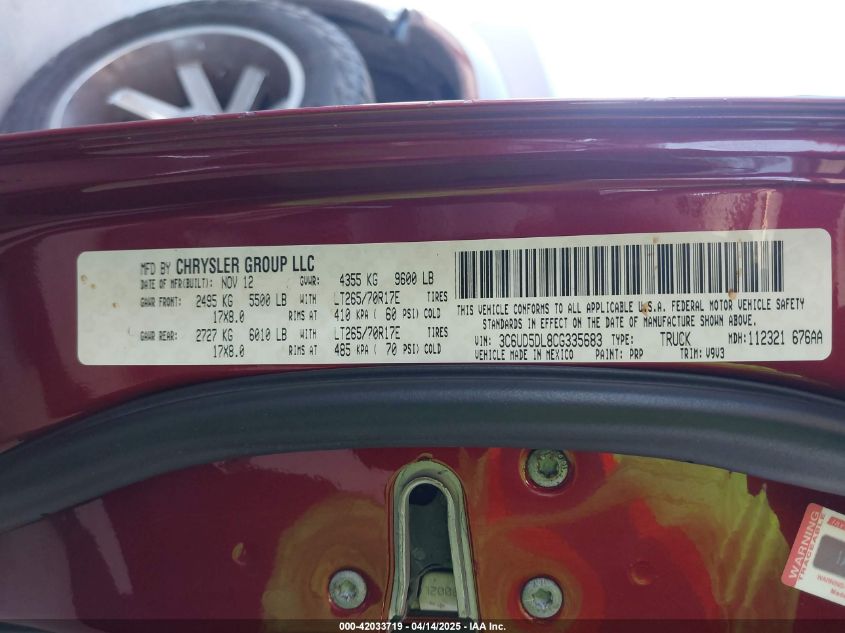 MFD BY CHRYSLER GROUP LLC
DATE OF MFR(BUILT): NOV 12 GVWR: 4355 KG 9600 LB
GAWR FRONT: 2495 KG 5500 LB WITH LT265/70R17E TIRES
17X8.0 RIMS AT 410 KPA ( 60 PSI) COLD
GAWR REAR: 2727 KG 6010 LB WITH LT265/70R17E TIRES
17X8.0 RIMS AT 485 KPA ( 70 PSI) COLD
THIS VEHICLE CONFORMS TO ALL APPLICABLE U.S.A. FEDERAL MOTOR VEHICLE SAFETY
STANDARDS IN EFFECT ON THE DATE OF MANUFACTURE SHOWN ABOVE.
VIN: 3C6UD5DL8CG335683 TYPE: TRUCK MDH: 112321 676AA
VEHICLE MADE IN MEXICO PAINT: PRP TRIM: V9V3
WARNING
WARNING
000-42033719 - 04/14/2025 - IAA Inc.